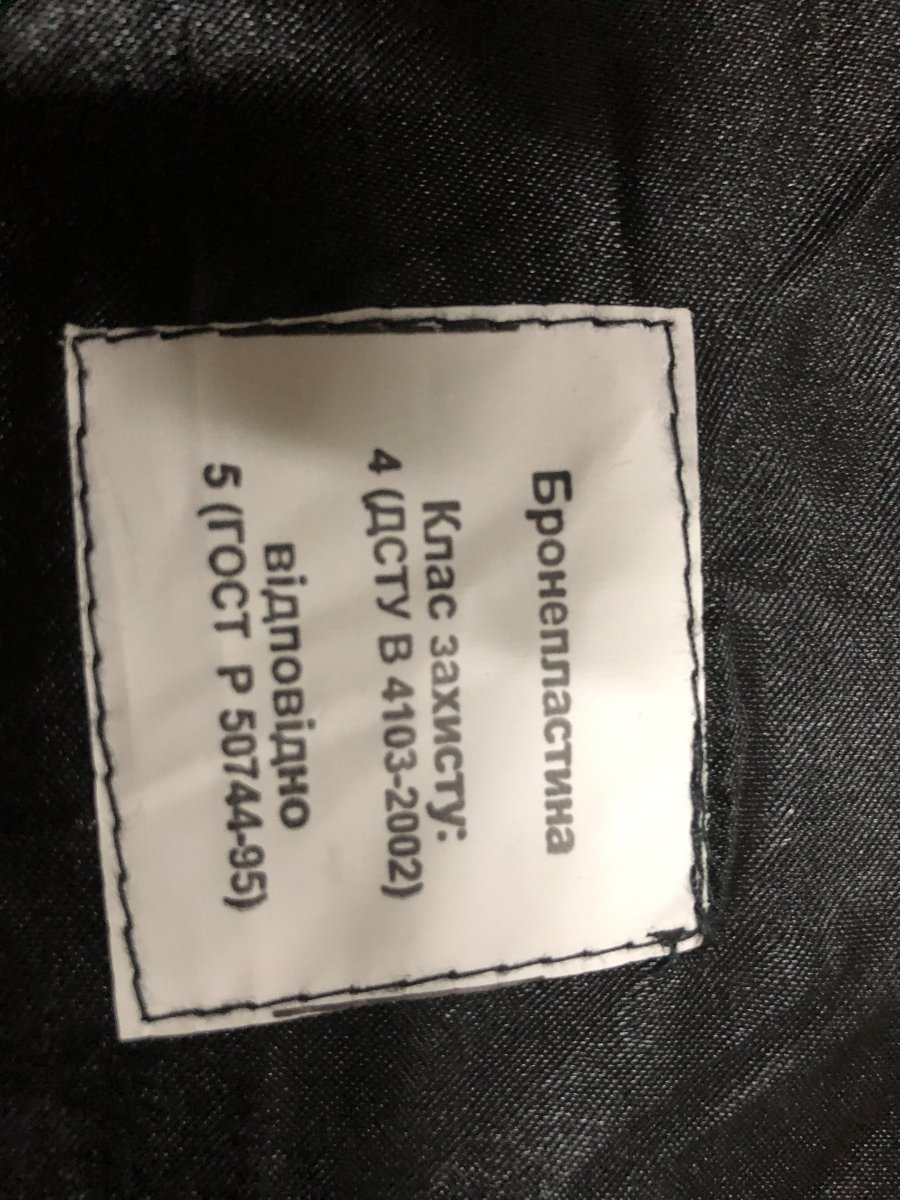 Бронепластина
Клас захисту:
4 (ДСТУ В 4103-2002)
відповідно
5 (ГОСТ Р 50744-95)